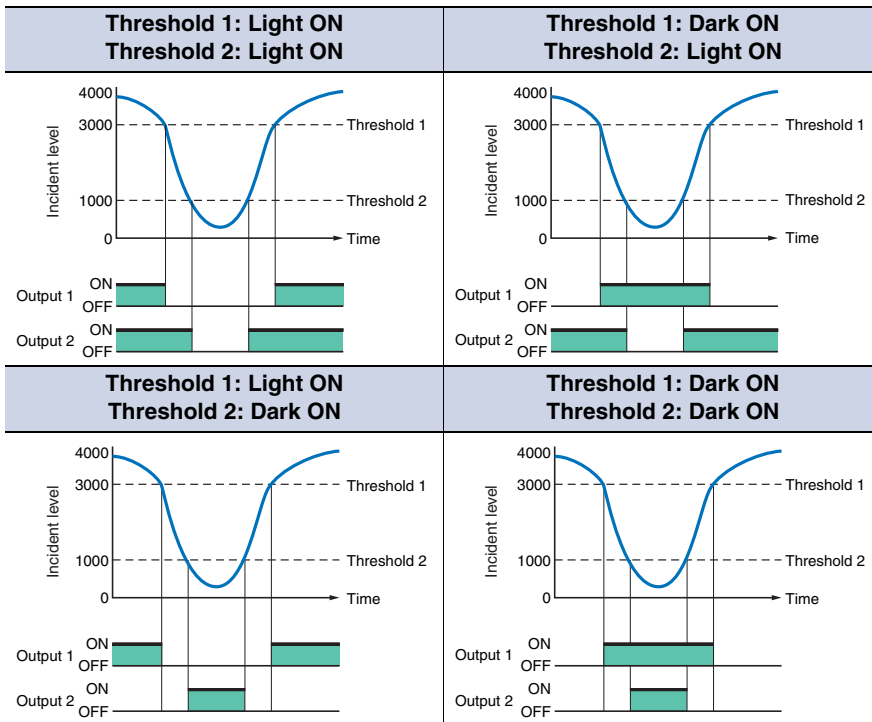 Threshold 1: Light ON
Threshold 2: Light ON
4000
3000
1000
0
Incident level
Threshold 1
Threshold 2
Time
Output 1
ON
OFF
Output 2
ON
OFF
Threshold 1: Dark ON
Threshold 2: Light ON
4000
3000
1000
0
Incident level
Threshold 1
Threshold 2
Time
Output 1
ON
OFF
Output 2
ON
OFF
Threshold 1: Light ON
Threshold 2: Dark ON
4000
3000
1000
0
Incident level
Threshold 1
Threshold 2
Time
Output 1
ON
OFF
Output 2
ON
OFF
Threshold 1: Dark ON
Threshold 2: Dark ON
4000
3000
1000
0
Incident level
Threshold 1
Threshold 2
Time
Output 1
ON
OFF
Output 2
ON
OFF